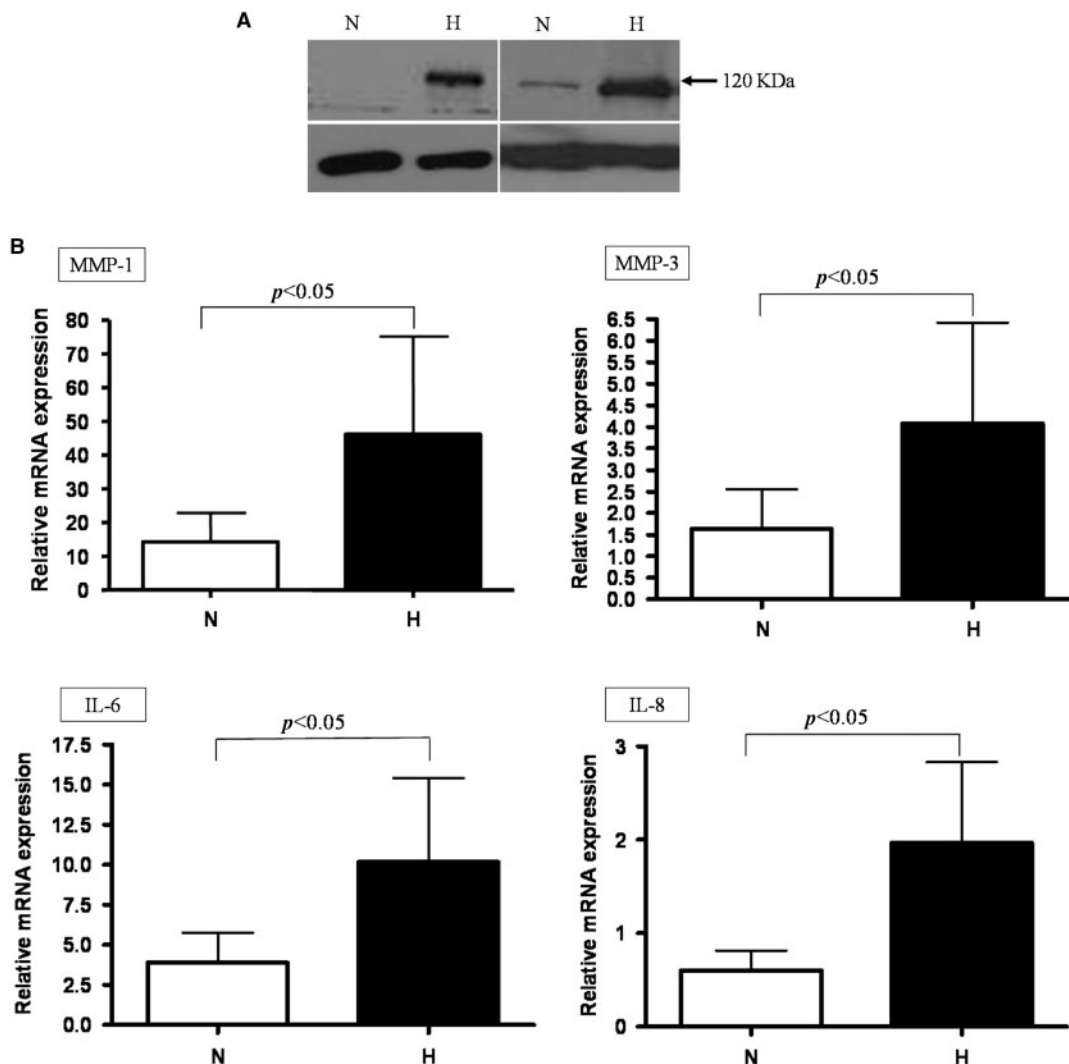 A
N H N H
120 KDa
B
MMP-1
p<0.05
Relative mRNA expression
80
70
60
50
40
30
20
10
0
N H
MMP-3
p<0.05
Relative mRNA expression
6.5
6.0
5.5
5.0
4.5
4.0
3.5
3.0
2.5
2.0
1.5
1.0
0.5
0.0
N H
IL-6
p<0.05
Relative mRNA expression
17.5
15.0
12.5
10.0
7.5
5.0
2.5
0.0
N H
IL-8
p<0.05
Relative mRNA expression
3
2
1
0
N H